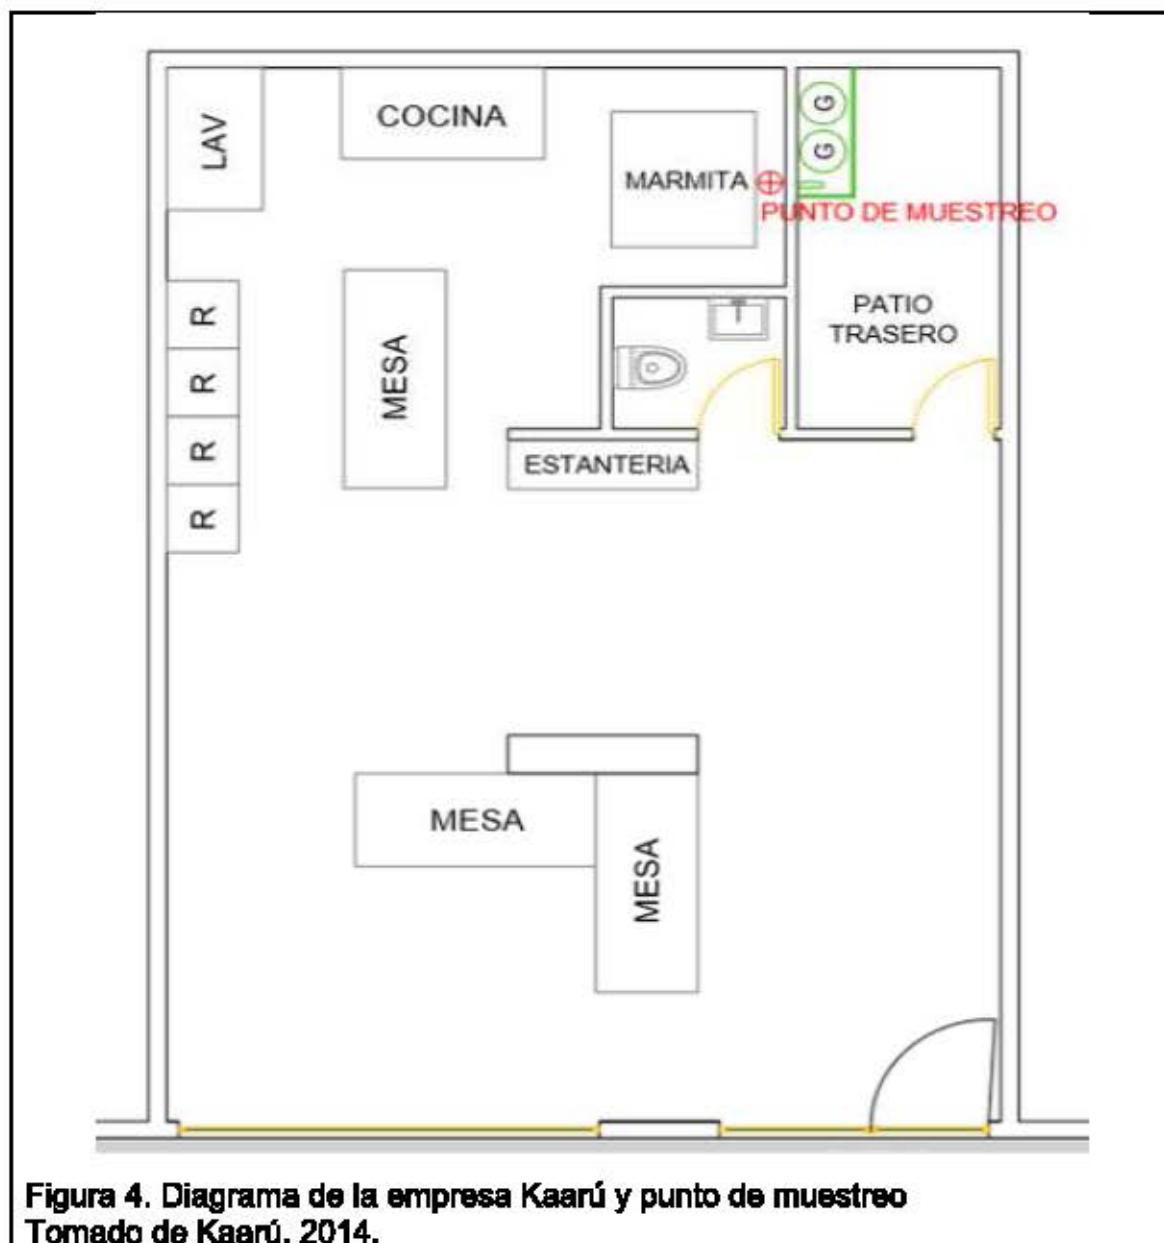 COCINA
LAV
G
G
MARMITA
PUNTO DE MUESTREO
R
R
R
R
MESA
PATIO
TRASERO
ESTANTERIA
MESA
MESA
Figura 4. Diagrama de la empresa Kaarú y punto de muestreo
Tomado de Kaarú, 2014.